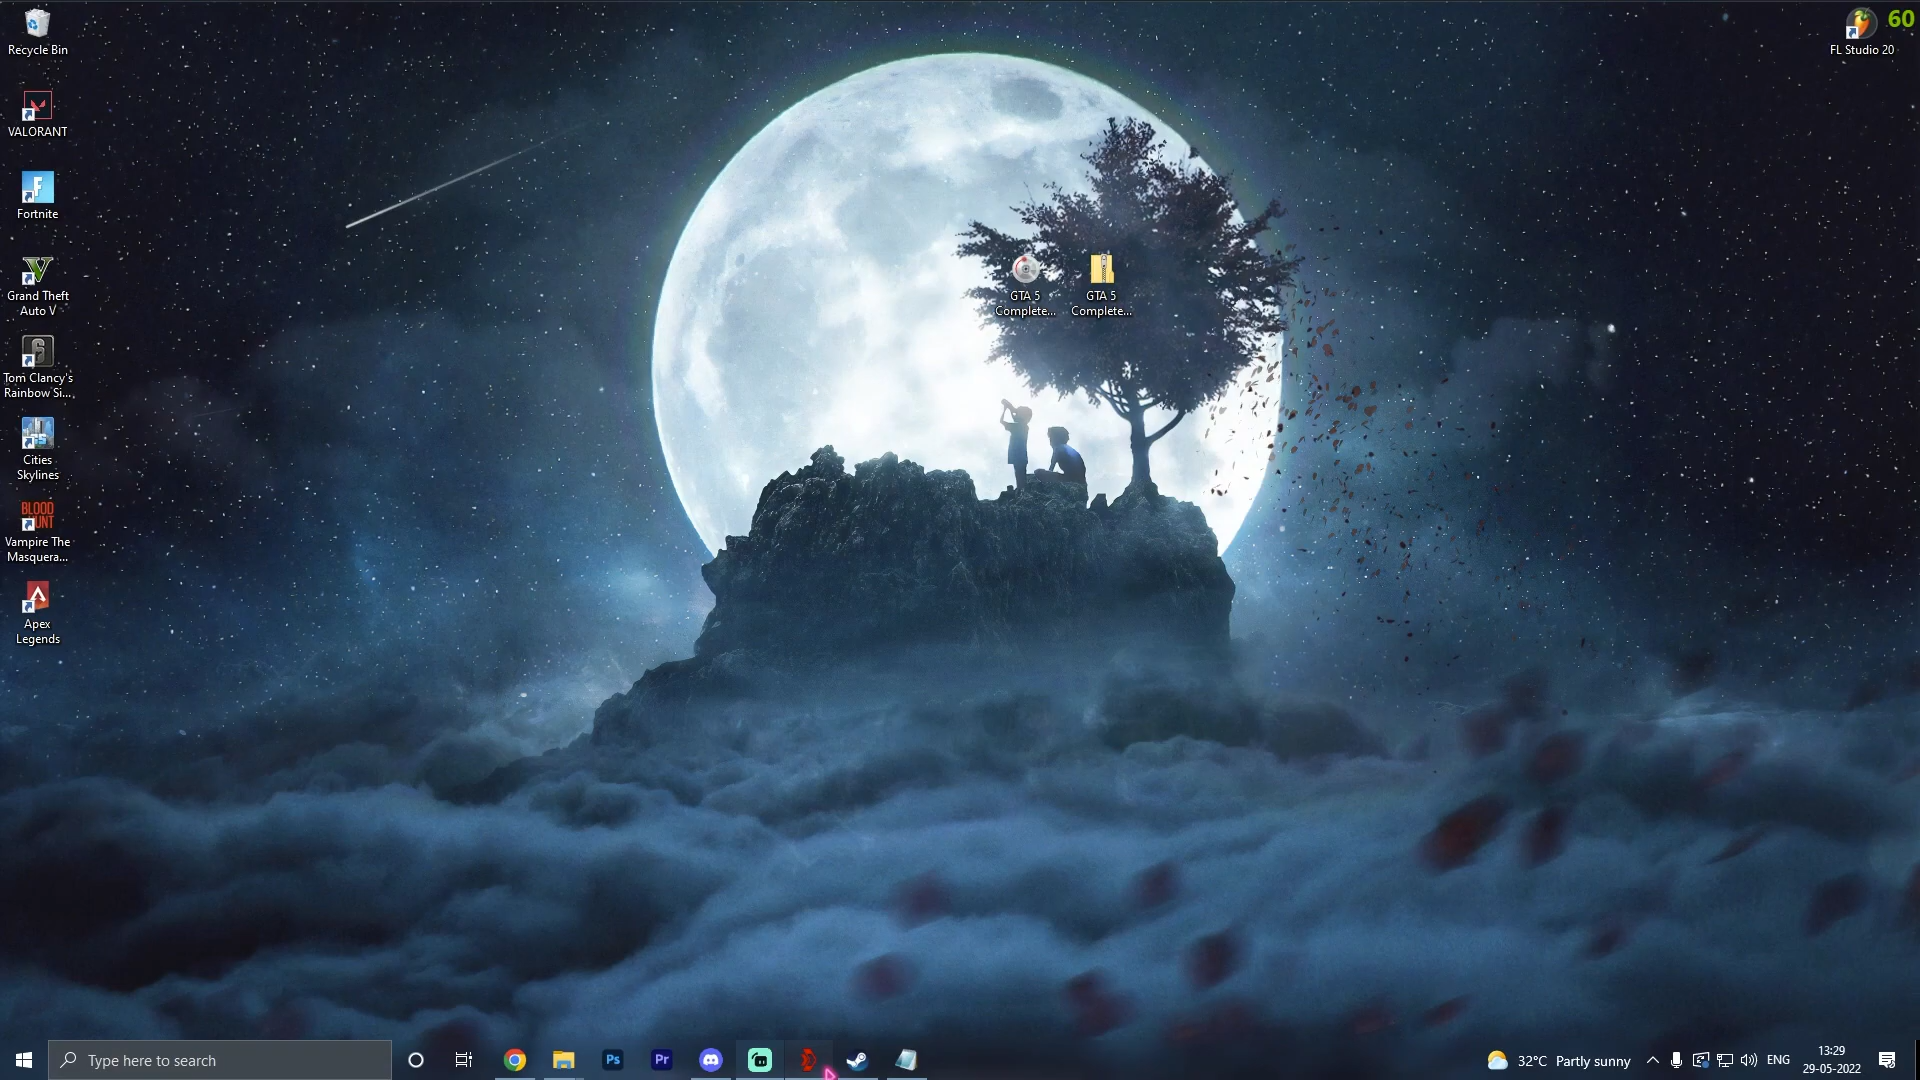 Recycle Bin
VALORANT
Fortnite
Grand Theft
Auto V
Tom Clancy's
Rainbow Si...
Cities
Skylines
BLOOD
HUNT
Vampire The
Masquera...
Apex
Legends
GTA 5
Complete...
GTA 5
Complete...
60
FL Studio 20
Type here to search
Ps
Pr
32°C Partly sunny
ENG
13:29
29-05-2022